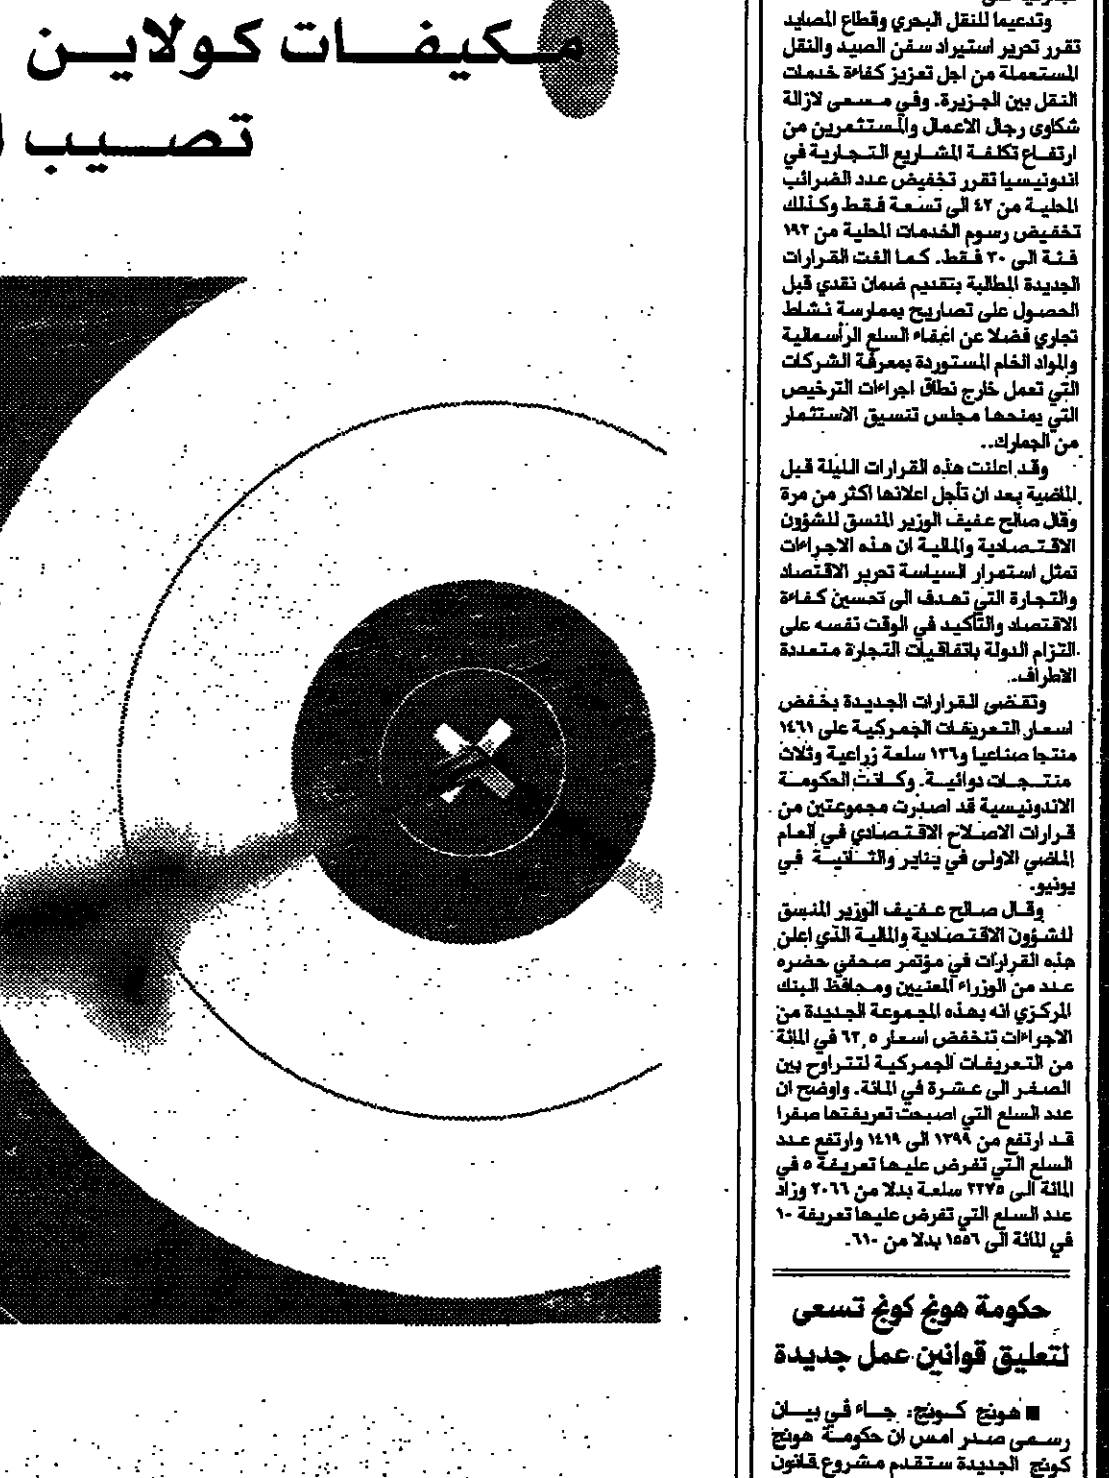 مكيفات كولاين
تصيب
وتدعيما للنقل البحري وقطاع المصايد
تقرر تحرير استيراد سفن الصيد والنقل
المستعملة من اجل تعزيز كفاءة خدمات
النقل بين الجزيرة. وفي مسعى لازالة
شكاوى رجال الاعمال والمستثمرين من
ارتفاع تكلفة المشاريع التجارية في
اندونيسيا تقرر تخفيض عدد الضرائب
المحلية من ٤٢ الى تسعة فقط وكذلك
تخفيض رسوم الخدمات المحلية من ١٩٢
فئة الى ٣٠ فقط. كما الغت القرارات
الجديدة المطالبة بتقديم ضمان نقدي قبل
الحصول على تصاريح بممارسة نشاط
تجاري فضلا عن اعفاء السلع الرأسمالية
والمواد الخام المستوردة بمعرفة الشركات
التي تعمل خارج نطاق اجراءات الترخيص
التي يمنحها مجلس تنسيق الاستثمار
من الجمارك..
وقد اعلنت هذه القرارات الليلة قبل
الماضية بعد ان تأجل اعلانها اكثر من مرة
وقال صالح عفيف الوزير المنسق للشؤون
الاقتصادية والمالية ان هذه الاجراءات
تمثل استمرار السياسة تحرير الاقتصاد
والتجارة التي تهدف الى تحسين كفاءة
الاقتصاد والتأكيد في الوقت نفسه على
التزام الدولة باتفاقيات التجارة متعددة
الاطراف.
وتقضي القرارات الجديدة بخفض
اسعار التعريفات الجمركية على ١٤٦١
منتجا صناعيا و١٣٦ سلعة زراعية وثلاث
منتجات دوائية. وكانت الحكومة
الاندونيسية قد اصدرت مجموعتين من
قرارات الاصلاح الاقتصادي في العام
الماضي الاولى في يناير والثانية في
يونيو.
وقال صالح عفيف الوزير المنسق
للشؤون الاقتصادية والمالية الذي اعلن
هذه القرارات في مؤتمر صحفي حضره
عدد من الوزراء المعنيين ومحافظ البنك
المركزي انه بهذه المجموعة الجديدة من
الاجراءات تنخفض اسعار ٦٣,٥ في المائة
من التعريفات الجمركية لتتراوح بين
الصفر الى عشرة في المائة. واوضح ان
عدد السلع التي اصبحت تعريفتها صفرا
قد ارتفع من ١٣٩٩ الى ١٤١٩ وارتفع عدد
السلع التي تفرض عليها تعريفة ٥ في
المائة الى ٢٢٧٥ سلعة بدلا من ٢٠٦٦ وزاد
عدد السلع التي تفرض عليها تعريفة ١٠
في المائة الى ١٥٥٦ بدلا من ٦١٠.
حكومة هونج كونج تسعى
لتعليق قوانين عمل جديدة
■ هونج كونج: جاء في بيان
رسمي صدر امس ان حكومة هونج
كونج الجديدة ستقدم مشروع قانون